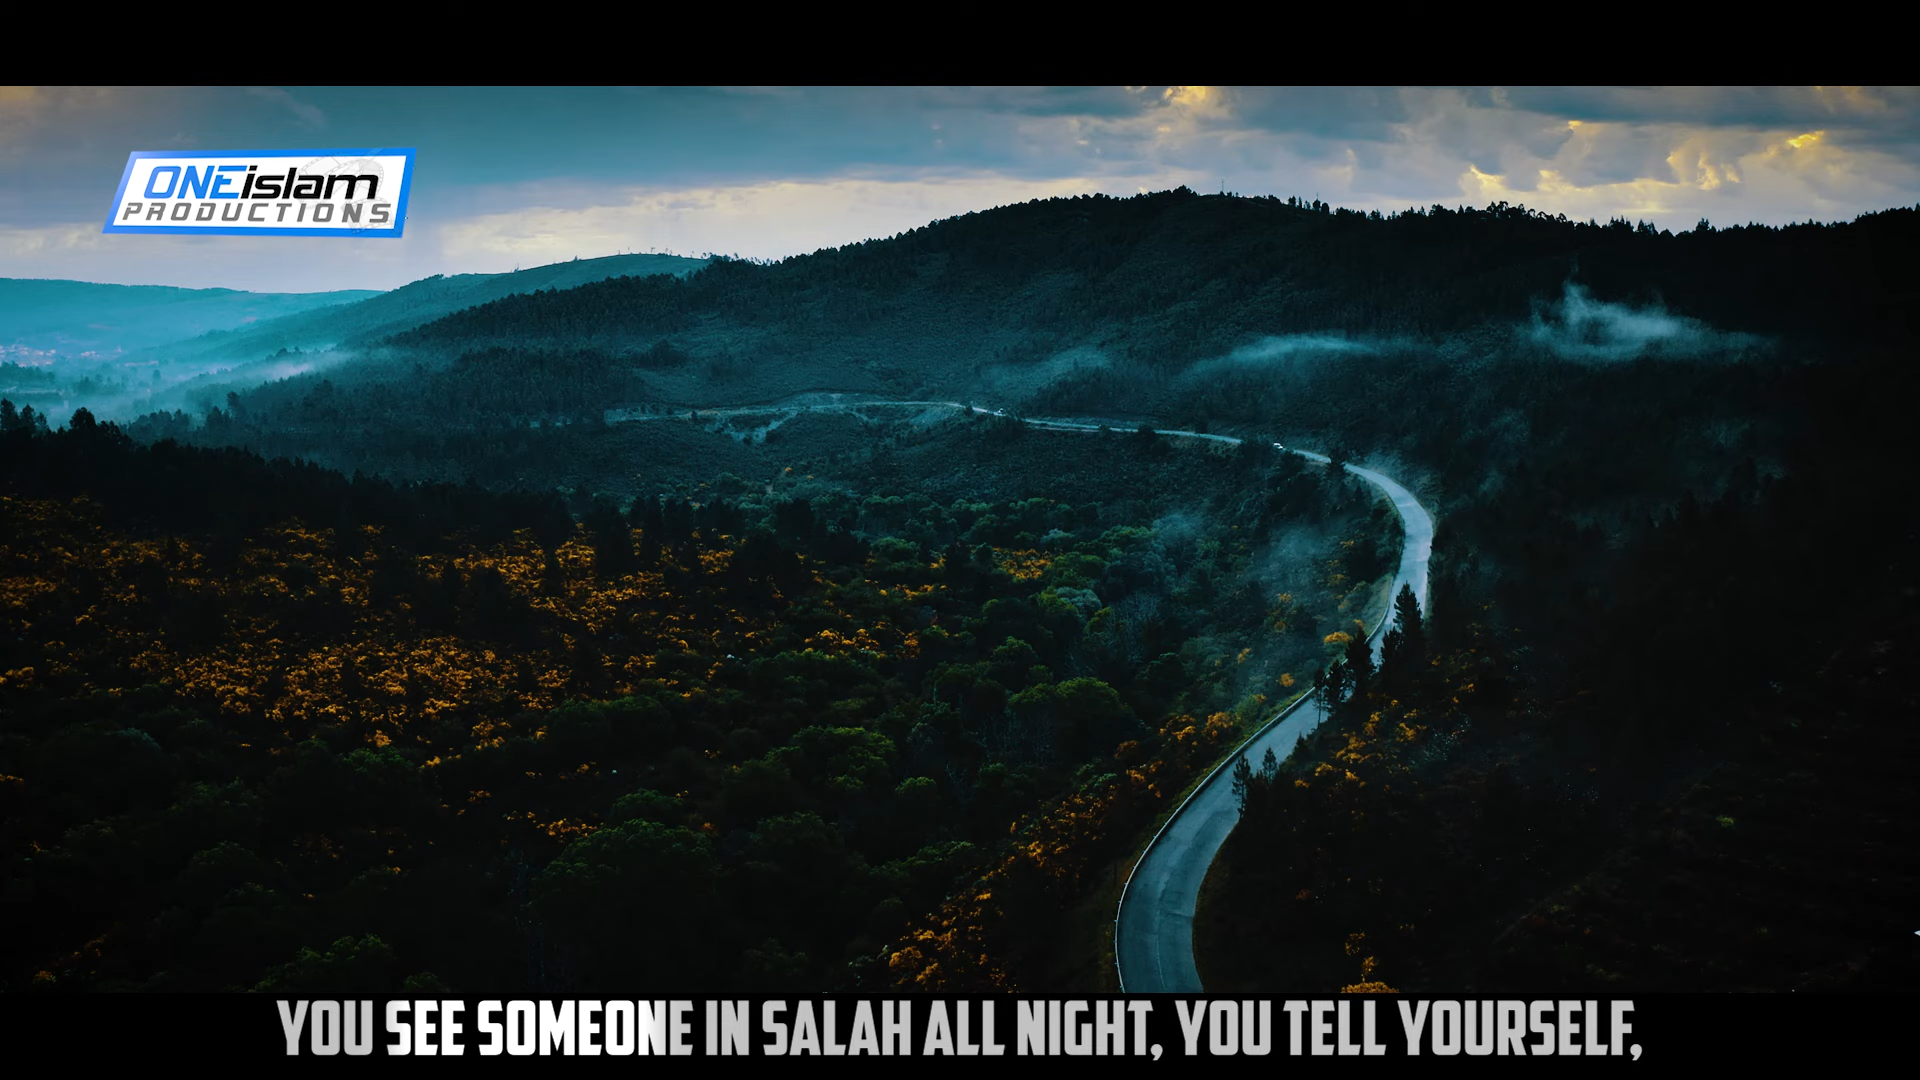 ONEislam
PRODUCTIONS
YOU SEE SOMEONE IN SALAH ALL NIGHT, YOU TELL YOURSELF,